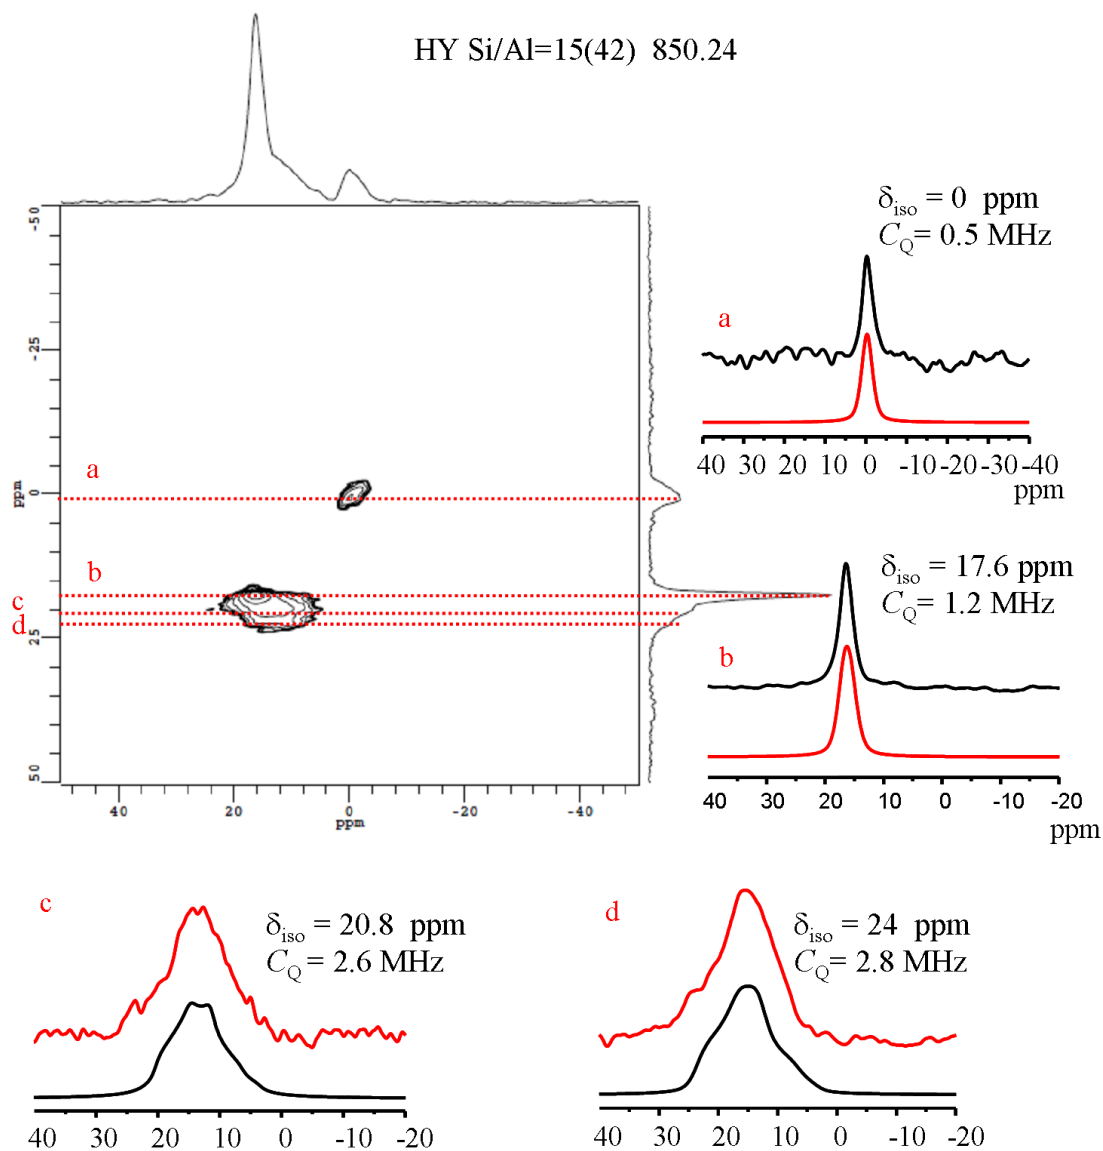 HY Si/Al=15(42) 850.24
-50
-25
ppm
0
25
50
a
b
c
d
40
20
0
-20
-40
ppm
δiso = 0 ppm
CQ= 0.5 MHz
a
40 30 20 10 0 -10 -20 -30 -40
ppm
δiso = 17.6 ppm
CQ= 1.2 MHz
b
40 30 20 10 0 -10 -20
ppm
c
δiso = 20.8 ppm
CQ= 2.6 MHz
40 30 20 10 0 -10 -20
d
δiso = 24 ppm
CQ= 2.8 MHz
40 30 20 10 0 -10 -20